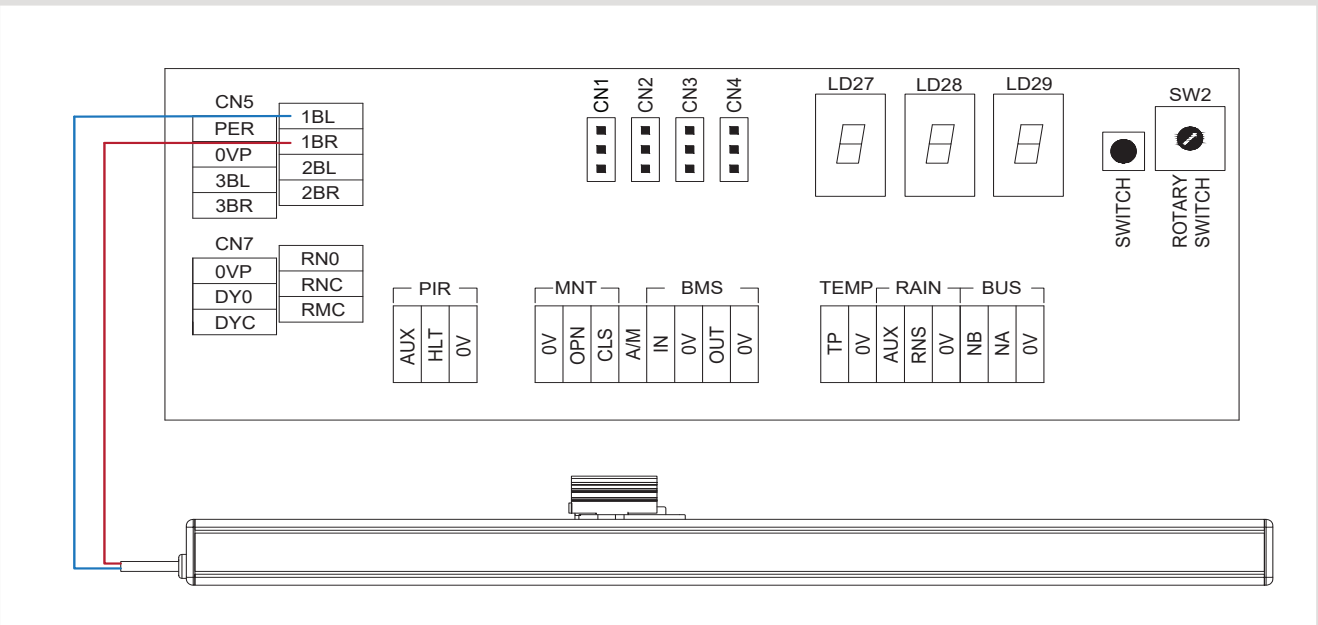 CN5
PER
0VP
3BL
3BR
1BL
1BR
2BL
2BR
CN1
CN2
CN3
CN4
LD27
LD28
LD29
SW2
SWITCH
ROTARY
SWITCH
CN7
0VP
DY0
DYC
RN0
RNC
RMC
PIR
AUX
HLT
0V
MNT
BMS
0V
OPN
CLS
A/M
IN
0V
OUT
0V
TEMP
RAIN
BUS
TP
0V
AUX
RNS
0V
NB
NA
0V